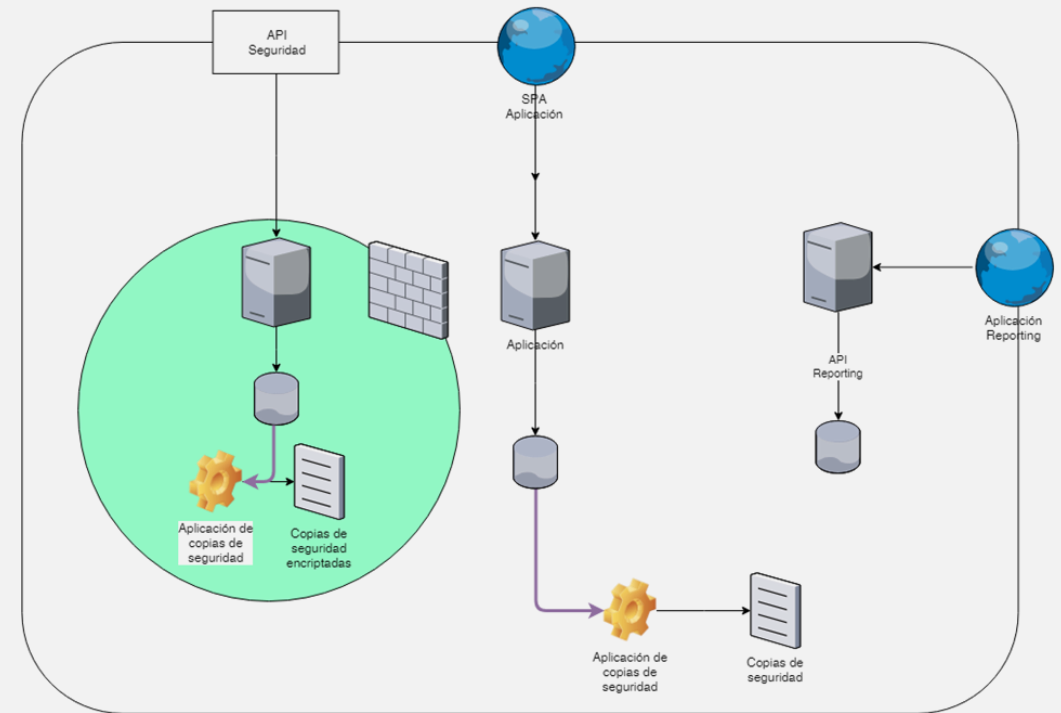 API
Seguridad
SPA
Aplicación
Aplicación
Aplicación
Reporting
API
Reporting
Aplicación de
copias de
seguridad
Copias de
seguridad
encriptadas
Aplicación de
copias de
seguridad
Copias de
seguridad